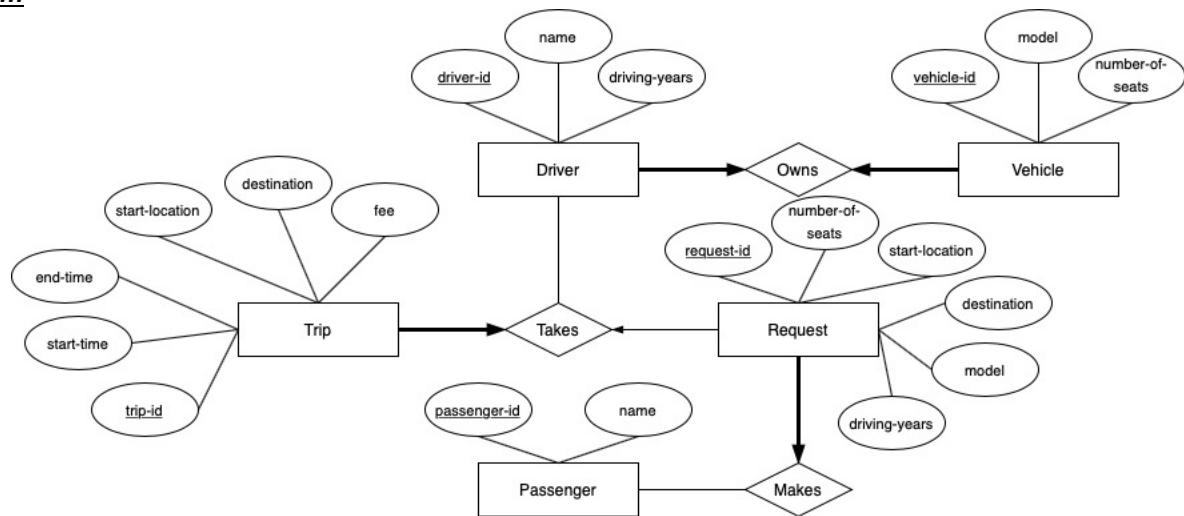 name
driver-id
driving-years
model
vehicle-id
number-of-
seats
Driver
Owns
Vehicle
destination
start-location
fee
number-of-
seats
request-id
start-location
end-time
start-time
trip-id
Trip
Takes
Request
destination
model
driving-years
passenger-id
name
Passenger
Makes